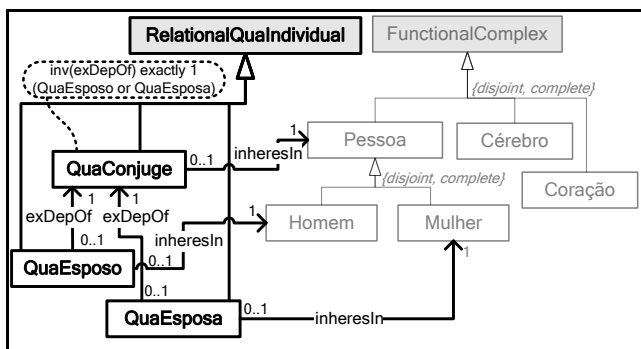 RelationalQuaIndividual
FunctionalComplex
inv(exDepOf) exactly 1
(QuaEsposo or QuaEsposa)
{disjoint, complete}
1
Pessoa
Cérebro
0..1
inheresIn
QuaConjuge
{disjoint, complete}
Coração
1
1
exDepOf
exDepOf
1
Homem
Mulher
inheresIn
0..1
QuaEsposo
0..1
1
0..1
QuaEsposa
0..1
inheresIn